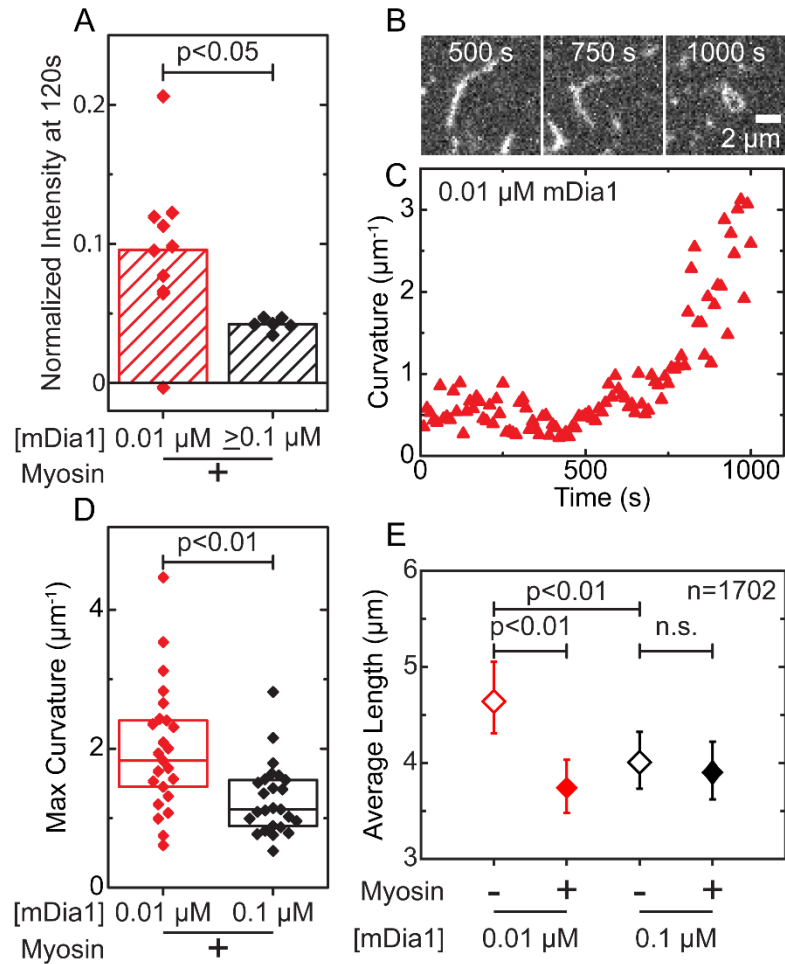 A
p<0.05
Normalized Intensity at 120s
0.2
0.1
0
[mDia1] 0.01 µM ≥0.1 µM
Myosin +
B
500 s 750 s 1000 s
2 µm
C
0.01 µM mDia1
Curvature (µm⁻¹)
3
2
1
0
0 500 1000
Time (s)
D
p<0.01
Max Curvature (µm⁻¹)
4
2
0
[mDia1] 0.01 µM 0.1 µM
Myosin +
E
n=1702
p<0.01
p<0.01 n.s.
Average Length (µm)
6
5
4
3
Myosin - + - +
[mDia1] 0.01 µM 0.1 µM